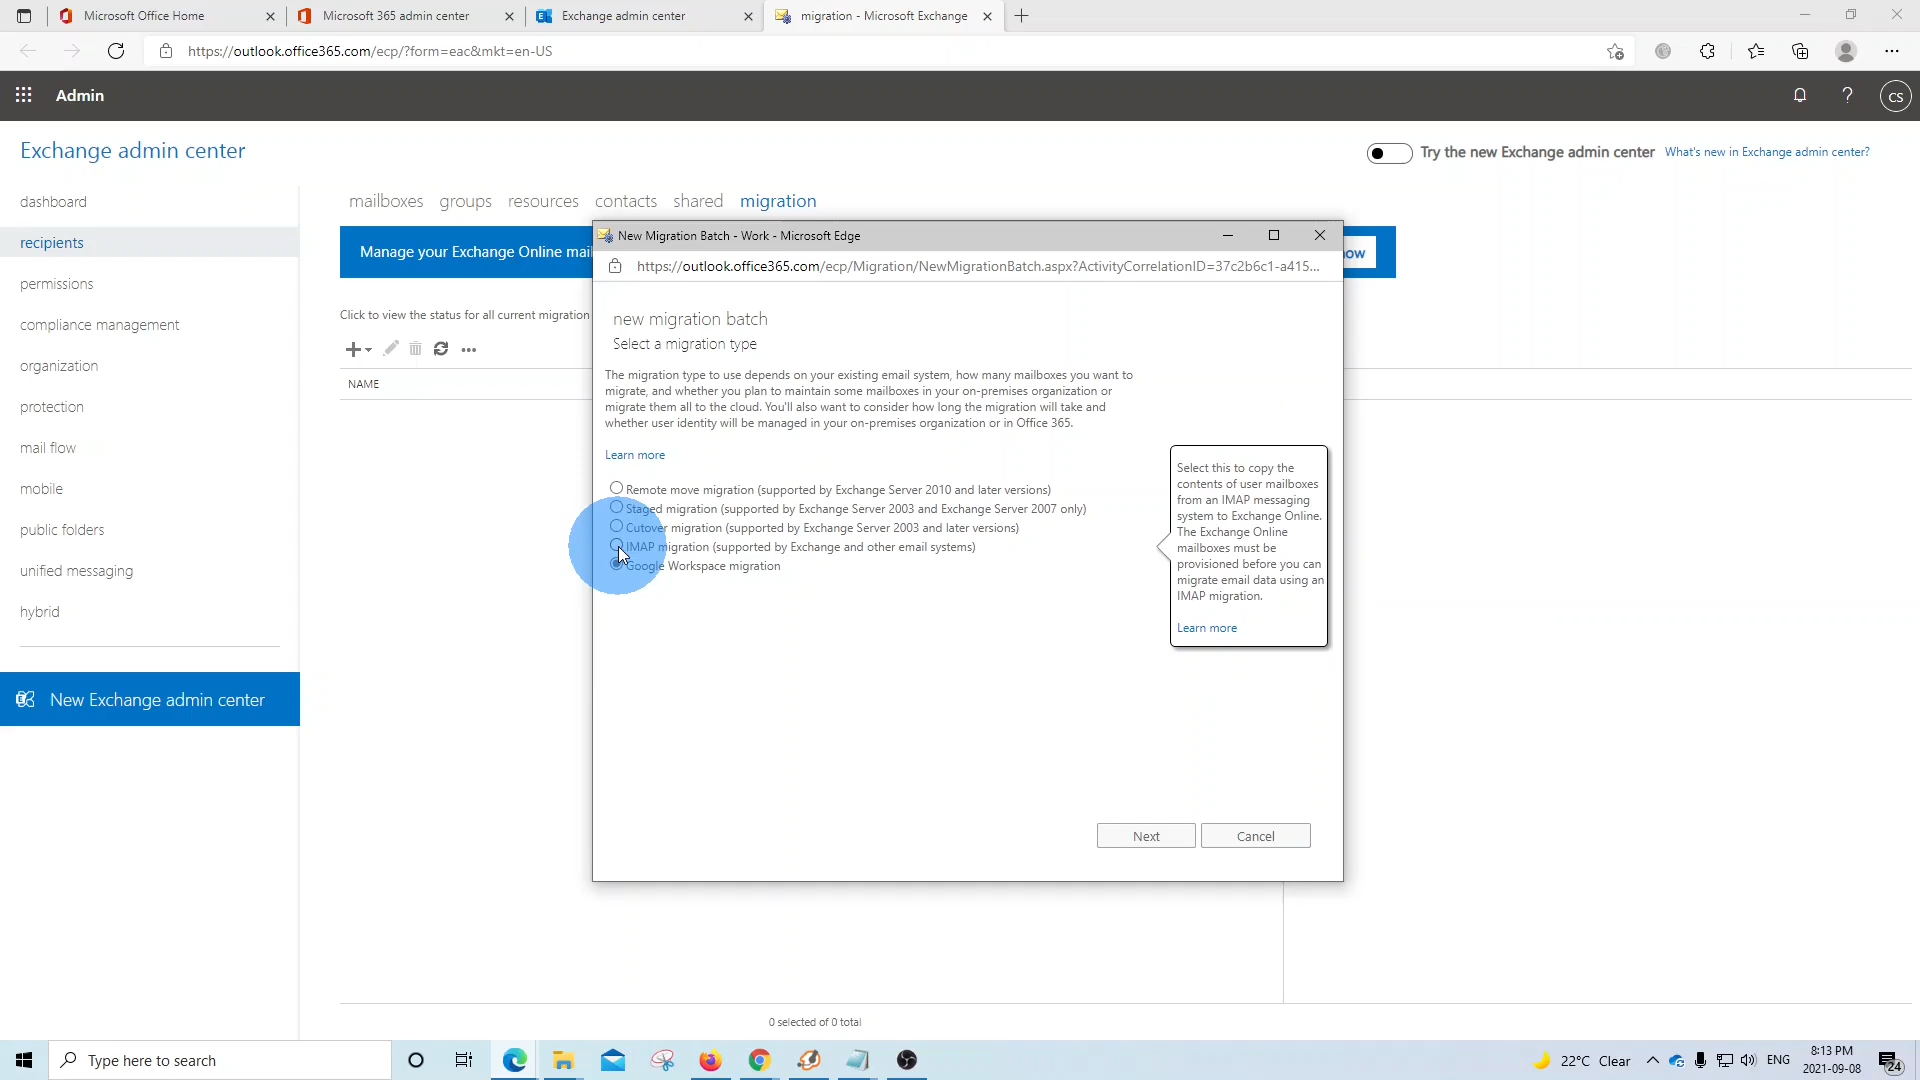 Microsoft Office Home
Microsoft 365 admin center
Exchange admin center
migration - Microsoft Exchange
https://outlook.office365.com/ecp/?form=eac&mkt=en-US
Admin
?
CS
Exchange admin center
Try the new Exchange admin center
What's new in Exchange admin center?
dashboard
recipients
permissions
compliance management
organization
protection
mail flow
mobile
public folders
unified messaging
hybrid
New Exchange admin center
mailboxes groups resources contacts shared migration
Manage your Exchange Online mail
ow
Click to view the status for all current migration
NAME
New Migration Batch - Work - Microsoft Edge
https://outlook.office365.com/ecp/Migration/NewMigrationBatch.aspx?ActivityCorrelationID=37c2b6c1-a415...
new migration batch
Select a migration type
The migration type to use depends on your existing email system, how many mailboxes you want to
migrate, and whether you plan to maintain some mailboxes in your on-premises organization or
migrate them all to the cloud. You'll also want to consider how long the migration will take and
whether user identity will be managed in your on-premises organization or in Office 365.
Learn more
Remote move migration (supported by Exchange Server 2010 and later versions)
Staged migration (supported by Exchange Server 2003 and Exchange Server 2007 only)
Cutover migration (supported by Exchange Server 2003 and later versions)
IMAP migration (supported by Exchange and other email systems)
Google Workspace migration
Select this to copy the
contents of user mailboxes
from an IMAP messaging
system to Exchange Online.
The Exchange Online
mailboxes must be
provisioned before you can
migrate email data using an
IMAP migration.
Learn more
Next
Cancel
0 selected of 0 total
Type here to search
22°C Clear
ENG
8:13 PM
2021-09-08
24